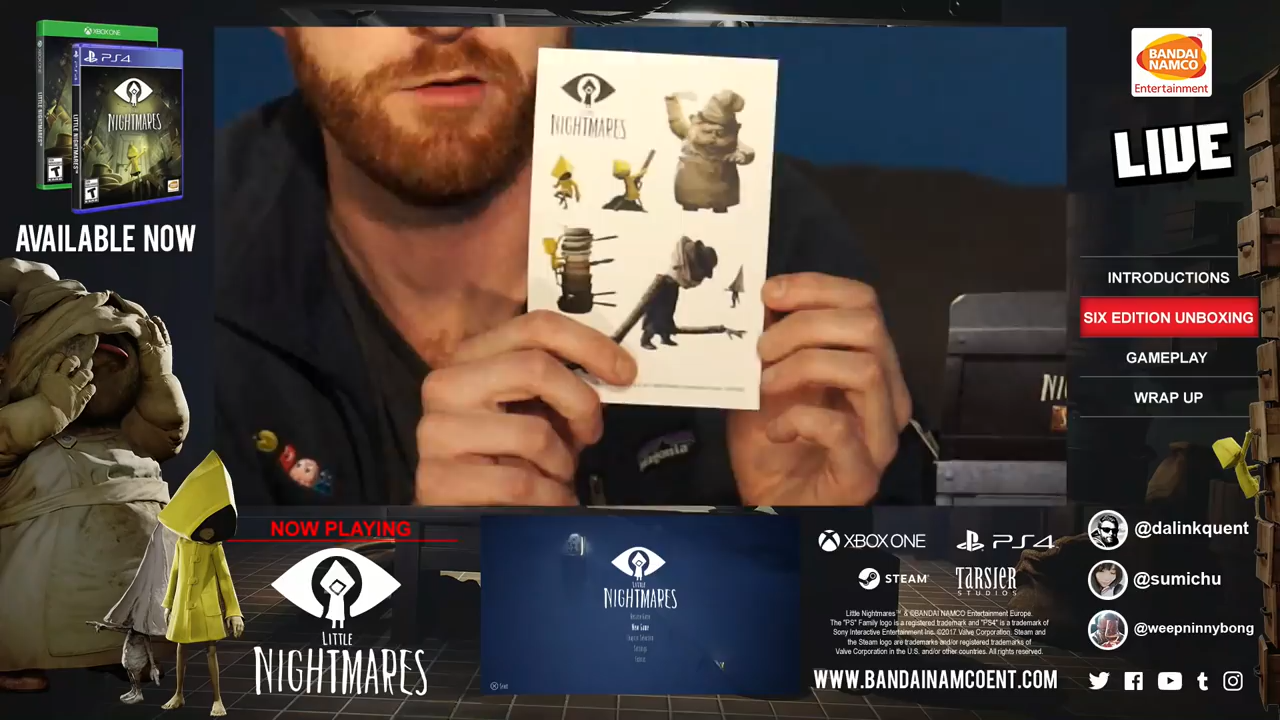 XBOX ONE
PS4
LITTLE NIGHTMARES
NIGHTMARES
AVAILABLE NOW
NIGHTMARES
patagonia
BANDAI
NAMCO
Entertainment
LIVE
INTRODUCTIONS
SIX EDITION UNBOXING
GAMEPLAY
WRAP UP
NOW PLAYING
LITTLE
NIGHTMARES
LITTLE
NIGHTMARES
New Game
XBOX ONE
PS4
STEAM
TARSIER
STUDIOS
Little Nightmares™ & ©BANDAI NAMCO Entertainment Europe.
The "PS" Family logo is a registered trademark and "PS4" is a trademark of
Sony Interactive Entertainment Inc. ©2017 Valve Corporation. Steam and
the Steam logo are trademarks and/or registered trademarks of
Valve Corporation in the U.S. and/or other countries. All rights reserved.
WWW.BANDAINAMCOENT.COM
@dalinkquent
@sumichu
@weepninnybong